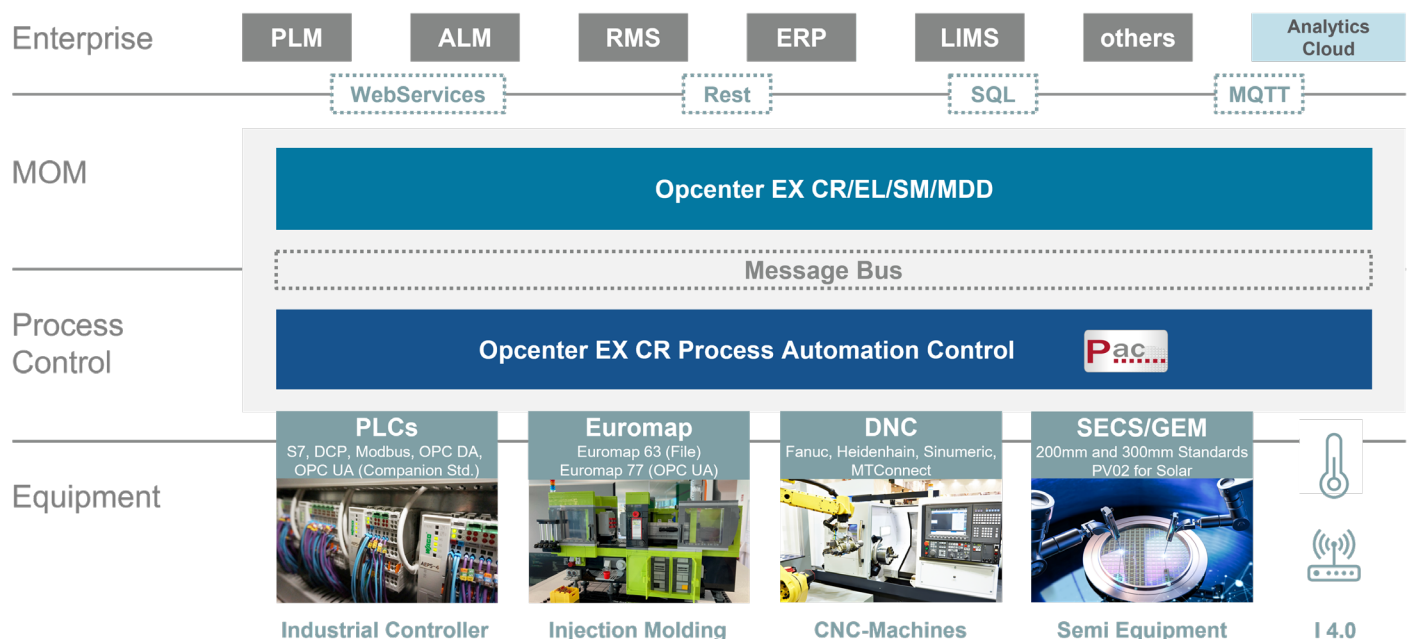 Enterprise
PLM
ALM
RMS
ERP
LIMS
others
Analytics
Cloud
WebServices
Rest
SQL
MQTT
MOM
Opcenter EX CR/EL/SM/MDD
Message Bus
Process
Control
Opcenter EX CR Process Automation Control
Pac
PLCs
S7, DCP, Modbus, OPC DA,
OPC UA (Companion Std.)
Euromap
Euromap 63 (File)
Euromap 77 (OPC UA)
DNC
Fanuc, Heidenhain, Sinumeric,
MTConnect
SECS/GEM
200mm and 300mm Standards
PV02 for Solar
Equipment
Industrial Controller
Injection Molding
CNC-Machines
Semi Equipment
I 4.0